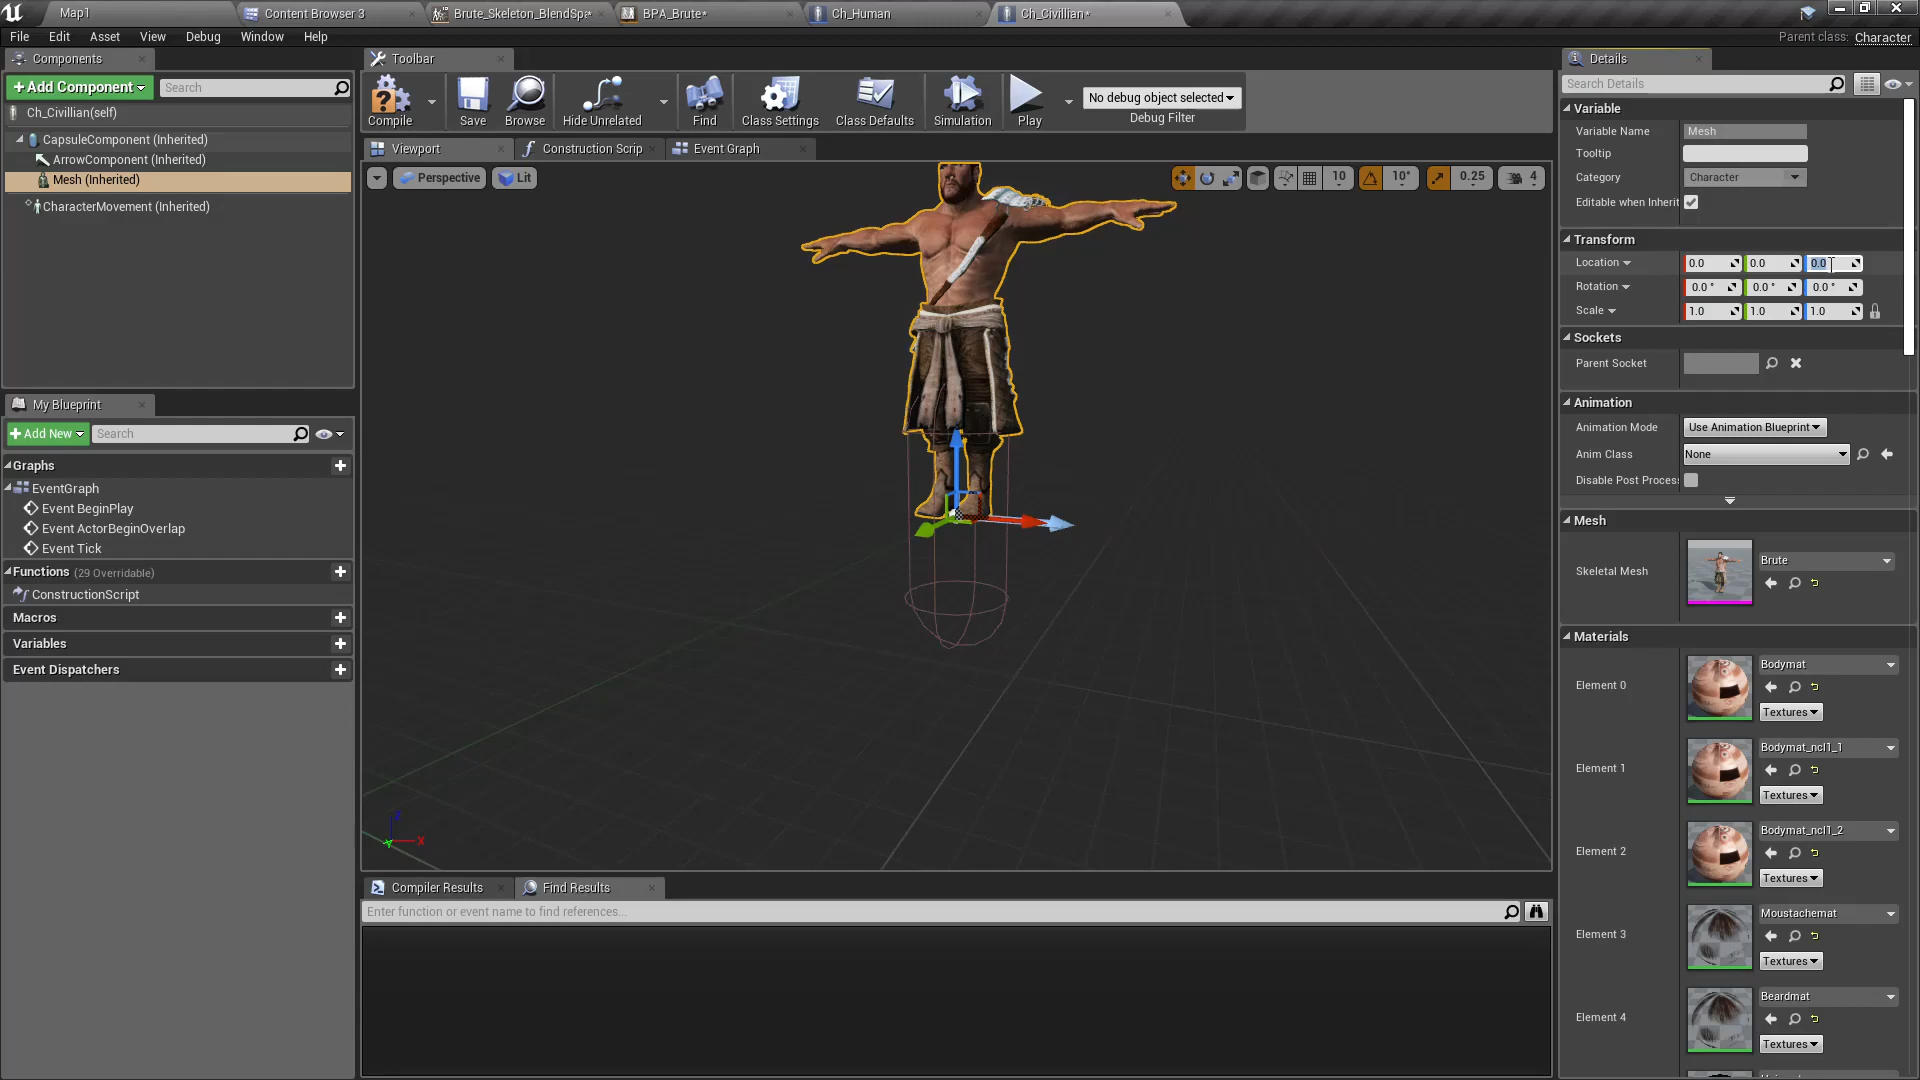 Map1
Content Browser 3
Brute_Skeleton_BlendSpa*
BPA_Brute*
Ch_Human
Ch_Civillian*
File Edit Asset View Debug Window Help
Parent class: Character
Components
+Add Component
Search
Ch_Civillian(self)
CapsuleComponent (Inherited)
ArrowComponent (Inherited)
Mesh (Inherited)
CharacterMovement (Inherited)
My Blueprint
+Add New
Search
Graphs
EventGraph
Event BeginPlay
Event ActorBeginOverlap
Event Tick
Functions (29 Overridable)
ConstructionScript
Macros
Variables
Event Dispatchers
Toolbar
Compile
Save
Browse
Hide Unrelated
Find
Class Settings
Class Defaults
Simulation
Play
No debug object selected
Debug Filter
Viewport
Construction Scrip
Event Graph
Perspective
Lit
10
10°
0.25
4
Z
X
Y
Compiler Results
Find Results
Enter function or event name to find references...
Details
Search Details
Variable
Variable Name Mesh
Tooltip
Category Character
Editable when Inherit
Transform
Location 0.0 0.0 0.0
Rotation 0.0 ° 0.0 ° 0.0 °
Scale 1.0 1.0 1.0
Sockets
Parent Socket
Animation
Animation Mode Use Animation Blueprint
Anim Class None
Disable Post Proces
Mesh
Skeletal Mesh Brute
Materials
Element 0 Bodymat
Textures
Element 1 Bodymat_ncl1_1
Textures
Element 2 Bodymat_ncl1_2
Textures
Element 3 Moustachemat
Textures
Element 4 Beardmat
Textures